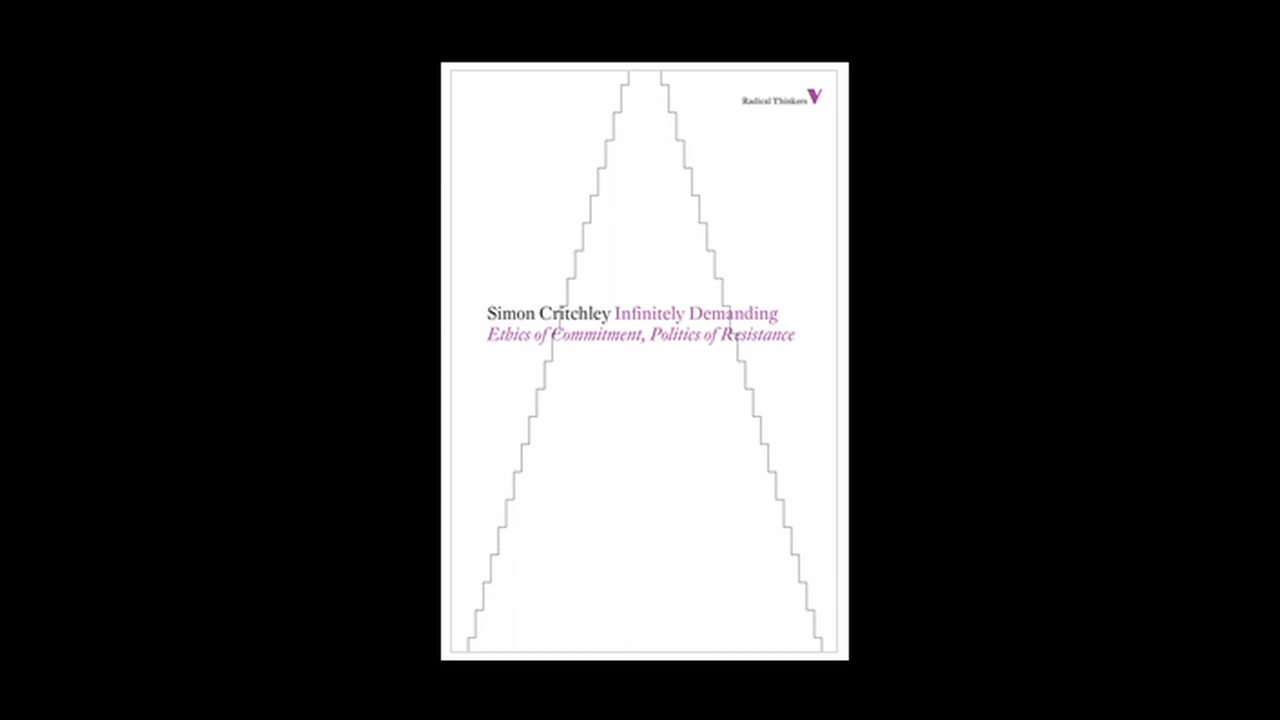 Radical Thinkers V
Simon Critchley Infinitely Demanding
Ethics of Commitment, Politics of Resistance